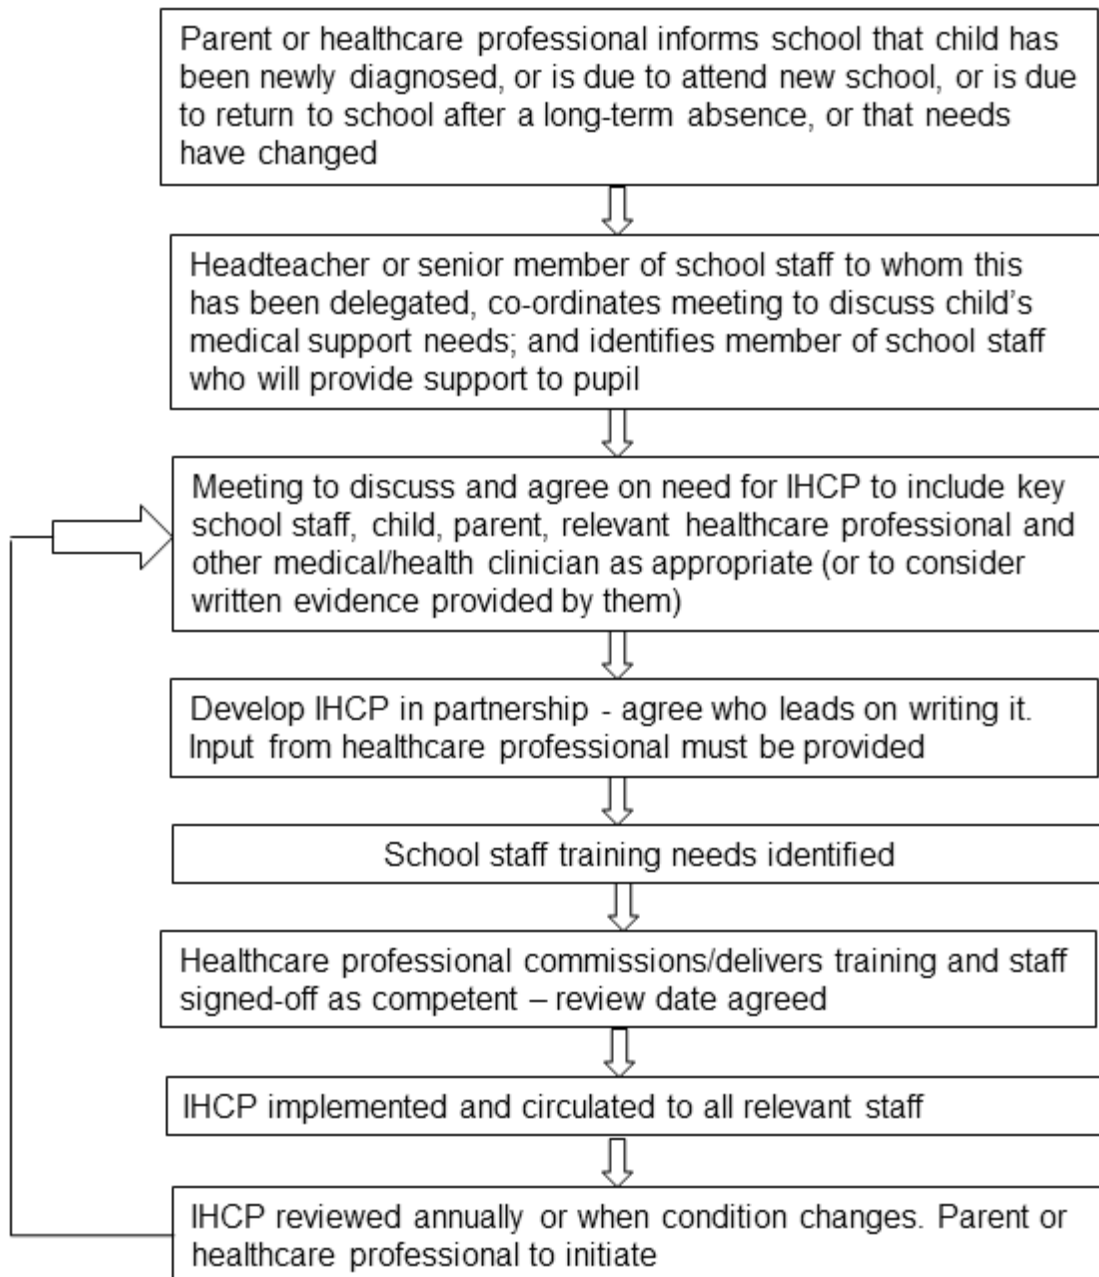 Parent or healthcare professional informs school that child has
been newly diagnosed, or is due to attend new school, or is due
to return to school after a long-term absence, or that needs
have changed
Headteacher or senior member of school staff to whom this
has been delegated, co-ordinates meeting to discuss child's
medical support needs; and identifies member of school staff
who will provide support to pupil
Meeting to discuss and agree on need for IHCP to include key
school staff, child, parent, relevant healthcare professional and
other medical/health clinician as appropriate (or to consider
written evidence provided by them)
Develop IHCP in partnership - agree who leads on writing it.
Input from healthcare professional must be provided
School staff training needs identified
Healthcare professional commissions/delivers training and staff
signed-off as competent – review date agreed
IHCP implemented and circulated to all relevant staff
IHCP reviewed annually or when condition changes. Parent or
healthcare professional to initiate